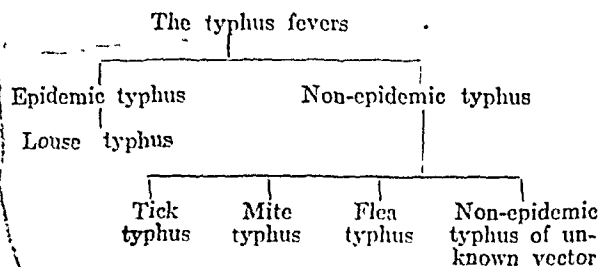 The typhus fevers
Epidemic typhus Non-epidemic typhus
Louse typhus
Tick Mite Flea Non-epidemic
typhus typhus typhus typhus of un-
known vector